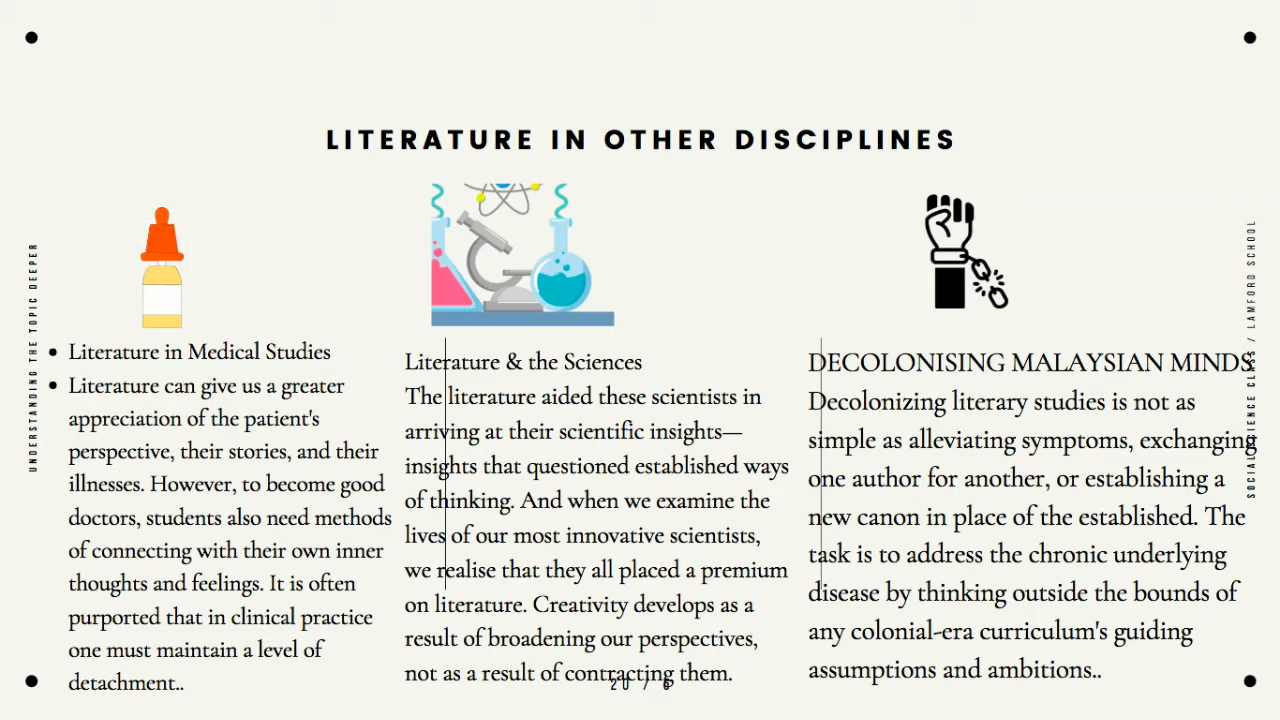 LITERATURE IN OTHER DISCIPLINES
UNDERSTANDING THE TOPIC DEEPER
Literature in Medical Studies
Literature can give us a greater
appreciation of the patient's
perspective, their stories, and their
illnesses. However, to become good
doctors, students also need methods
of connecting with their own inner
thoughts and feelings. It is often
purported that in clinical practice
one must maintain a level of
detachment..
Literature & the Sciences
The literature aided these scientists in
arriving at their scientific insights—
insights that questioned established ways
of thinking. And when we examine the
lives of our most innovative scientists,
we realise that they all placed a premium
on literature. Creativity develops as a
result of broadening our perspectives,
not as a result of contracting them.
DECOLONISING MALAYSIAN MINDS.
Decolonizing literary studies is not as
simple as alleviating symptoms, exchanging
one author for another, or establishing a
new canon in place of the established. The
task is to address the chronic underlying
disease by thinking outside the bounds of
any colonial-era curriculum's guiding
assumptions and ambitions..
SOCIAL SCIENCE CLASS / LAMFORD SCHOOL
20 / 6